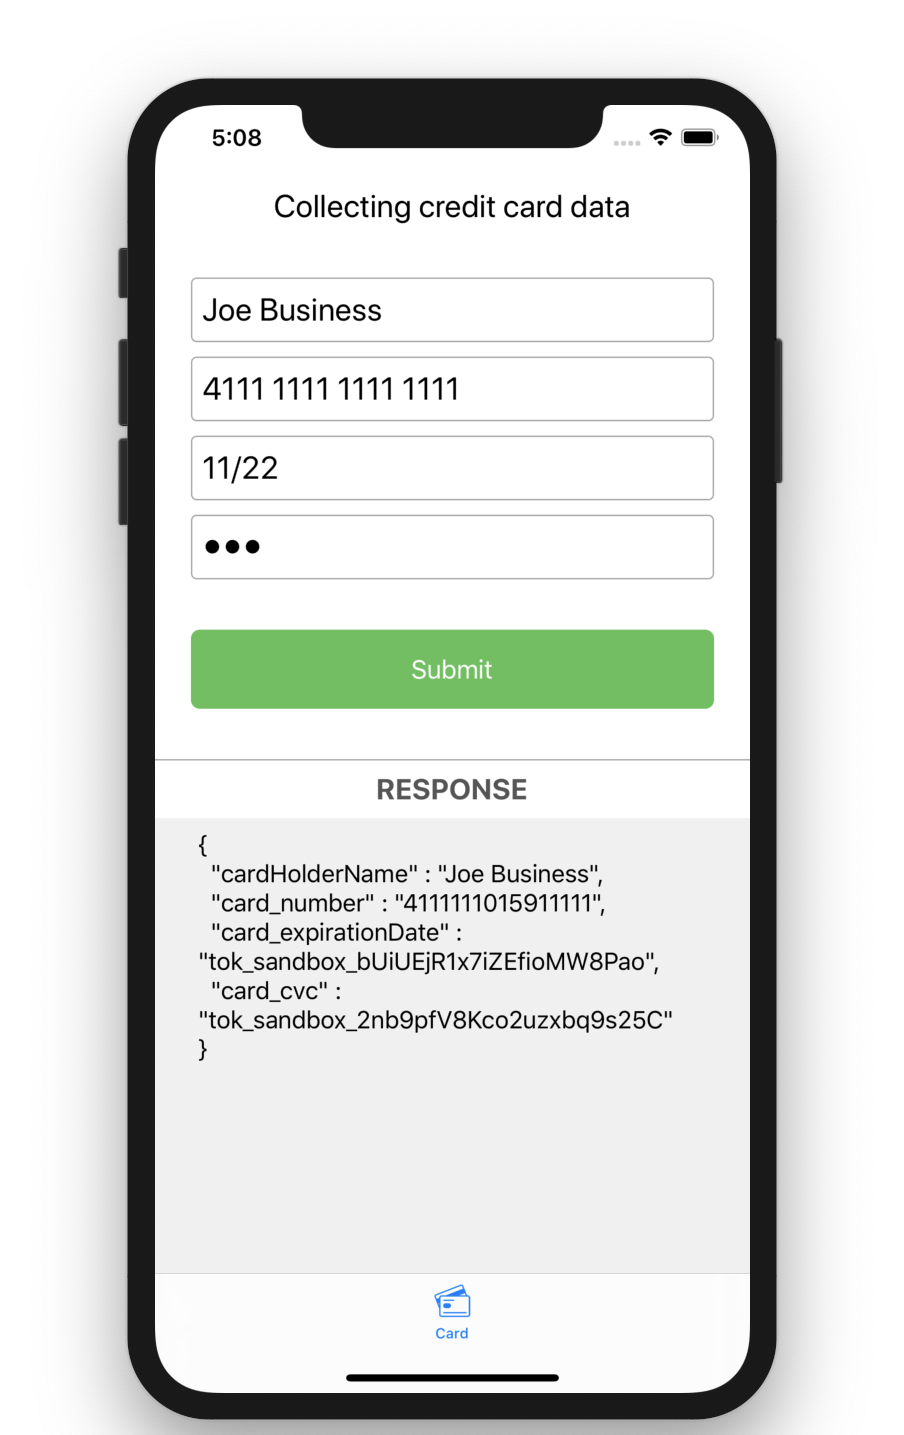 5:08
Collecting credit card data
Joe Business
4111 1111 1111 1111
11/22
●●●
Submit
RESPONSE
{
"cardHolderName" : "Joe Business",
"card_number" : "4111111015911111",
"card_expirationDate" :
"tok_sandbox_bUiUEjR1x7iZEfioMW8Pao",
"card_cvc" :
"tok_sandbox_2nb9pfV8Kco2uzxbq9s25C"
}
Card